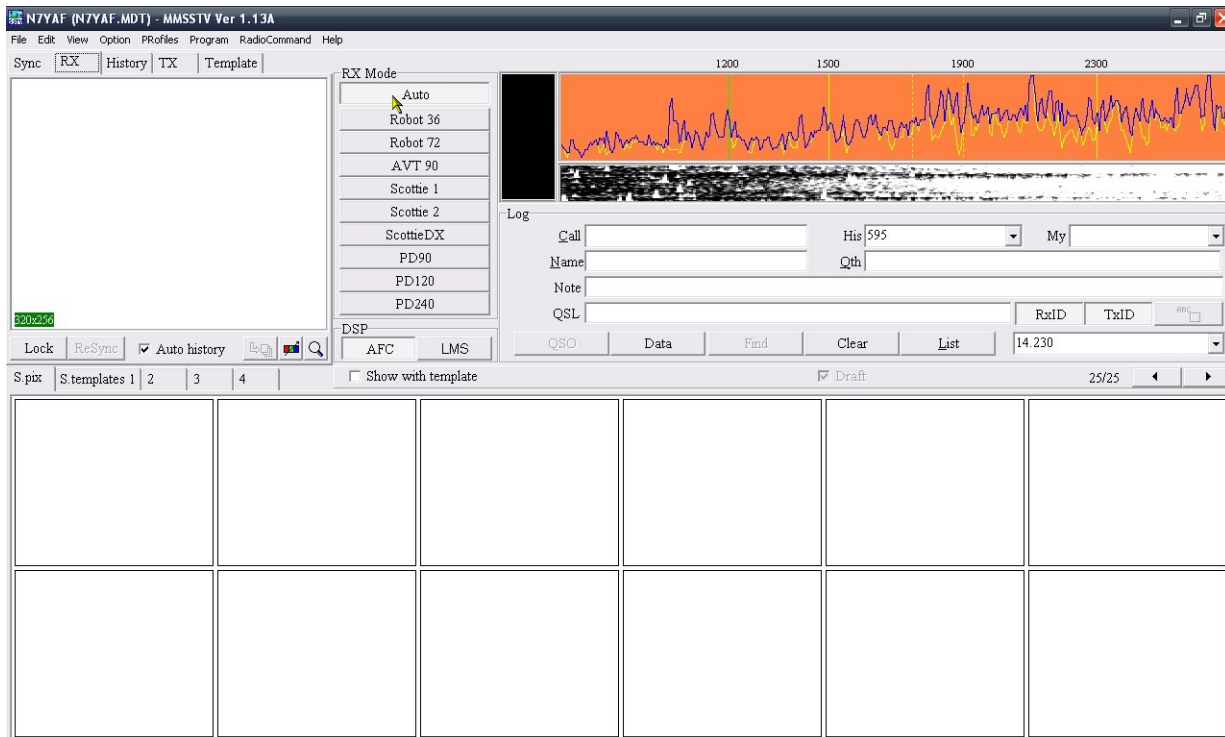 N7YAF (N7YAF.MDT) - MMSSTV Ver 1.13A
File Edit View Option PRofiles Program RadioCommand Help
Sync RX History TX Template
320x256
Lock ReSync Auto history
RX Mode
Auto
Robot 36
Robot 72
AVT 90
Scottie 1
Scottie 2
ScottieDX
PD90
PD120
PD240
DSP
AFC LMS
1200 1500 1900 2300
Log
Call His 595 My
Name Qth
Note
QSL RxID TxID ABC
QSO Data Find Clear List 14.230
S.pix S.templates 1 2 3 4 Show with template Draft 25/25